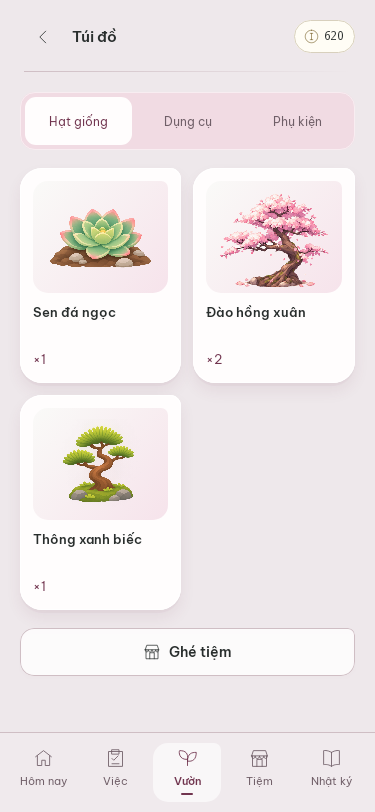 Túi đồ
620
Hạt giống
Dụng cụ
Phụ kiện
Sen đá ngọc
×1
Đào hồng xuân
×2
Thông xanh biếc
×1
Ghé tiệm
Hôm nay
Việc
Vườn
Tiệm
Nhật ký